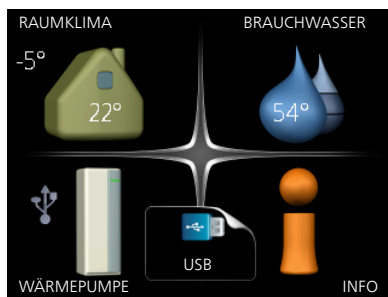 RAUMKLIMA
BRAUCHWASSER
-5°
22°
54°
USB
WÄRMEPUMPE
INFO